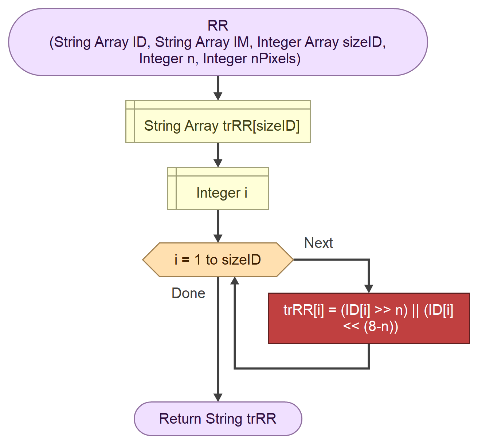 RR
(String Array ID, String Array IM, Integer Array sizeID,
Integer n, Integer nPixels)
String Array trRR[sizeID]
Integer i
i = 1 to sizeID
Next
Done
trRR[i] = (ID[i] >> n) || (ID[i]
<< (8-n))
Return String trRR